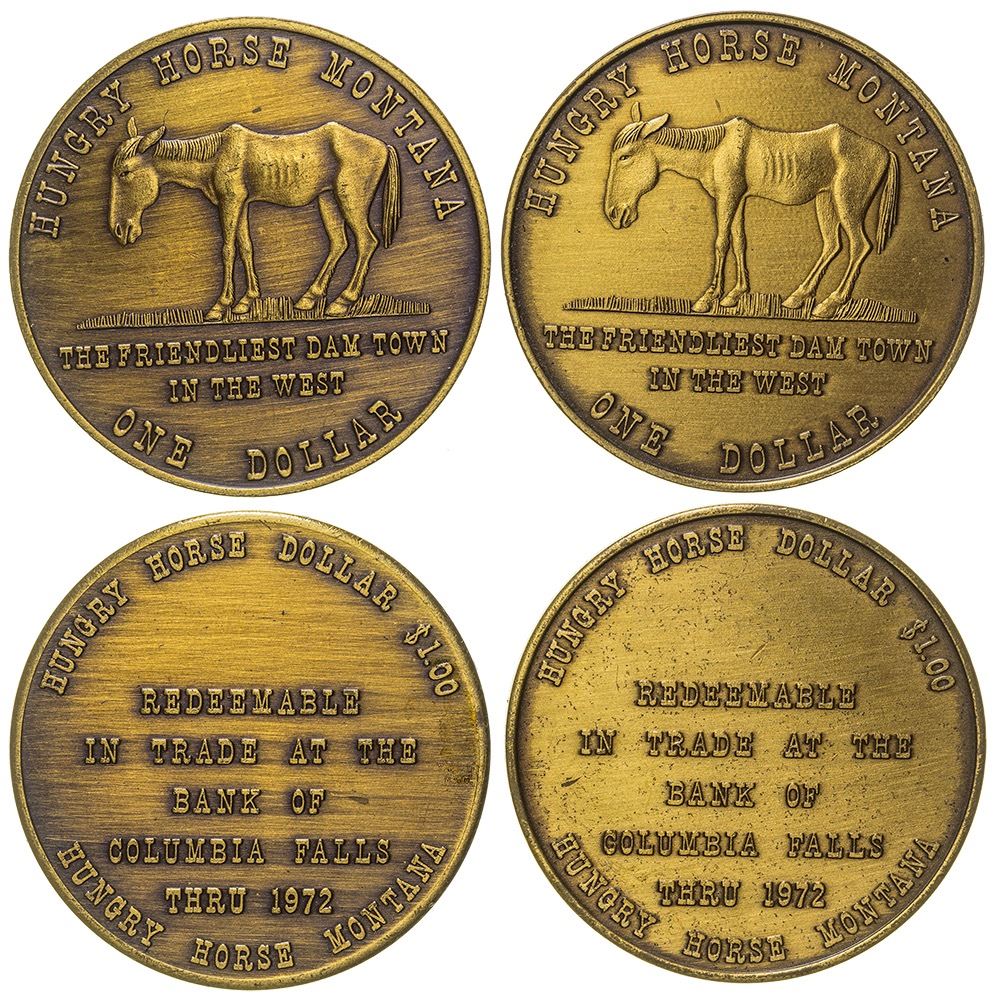 HUNGRY HORSE MONTANA
THE FRIENDLIEST DAM TOWN
IN THE WEST
ONE DOLLAR
HUNGRY HORSE MONTANA
THE FRIENDLIEST DAM TOWN
IN THE WEST
ONE DOLLAR
HUNGRY HORSE DOLLAR $1.00
REDEEMABLE
IN TRADE AT THE
BANK OF
COLUMBIA FALLS
THRU 1972
HUNGRY HORSE MONTANA
HUNGRY HORSE DOLLAR $1.00
REDEEMABLE
IN TRADE AT THE
BANK OF
COLUMBIA FALLS
THRU 1972
HUNGRY HORSE MONTANA